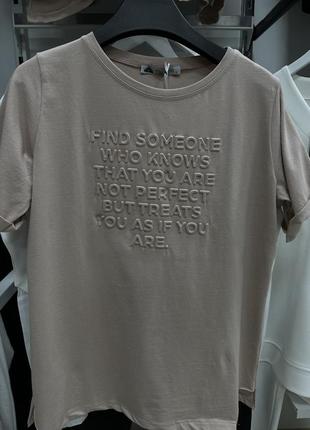 FIND SOMEONE
WHO KNOWS
THAT YOU ARE
NOT PERFECT
BUT TREATS
YOU AS IF YOU
ARE.